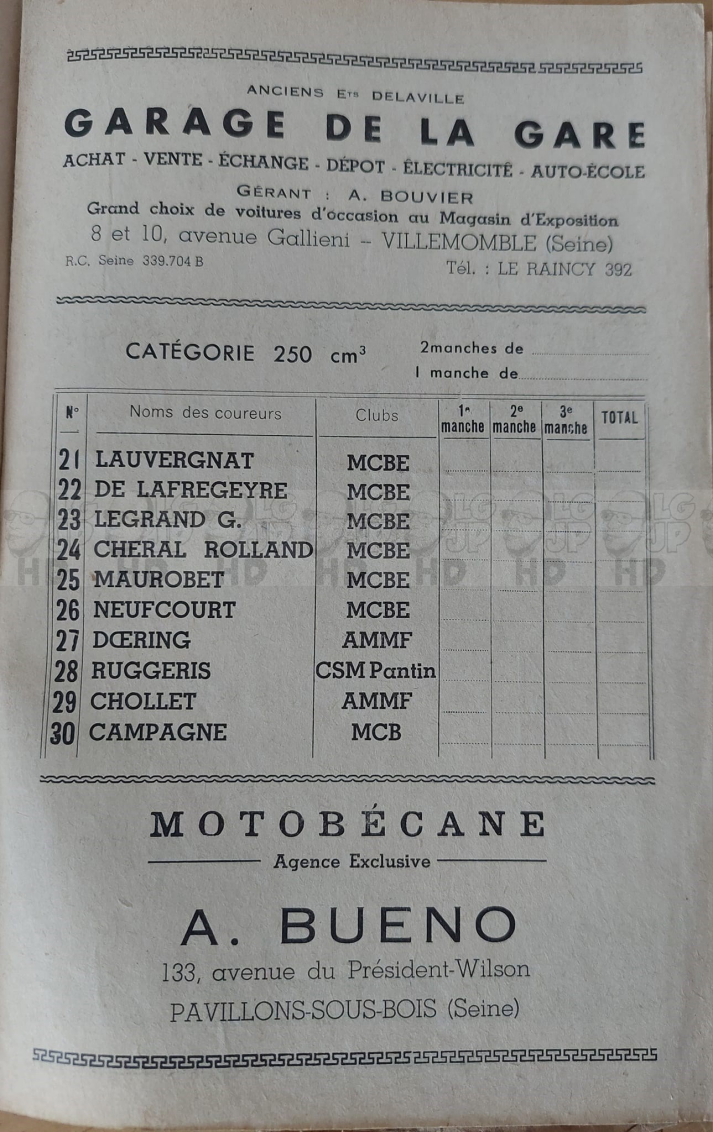 ANCIENS Ets DELAVILLE
GARAGE DE LA GARE
ACHAT - VENTE - ÉCHANGE - DÉPOT - ÉLECTRICITÉ - AUTO-ÉCOLE
GÉRANT : A. BOUVIER
Grand choix de voitures d'occasion au Magasin d'Exposition
8 et 10, avenue Gallieni – VILLEMOMBLE (Seine)
R.C. Seine 339.704 B Tél. : LE RAINCY 392
CATÉGORIE 250 cm³
2manches de
1 manche de
N° Noms des coureurs Clubs 1re manche 2e manche 3e manche TOTAL
21 LAUVERGNAT MCBE
22 DE LAFREGEYRE MCBE
23 LEGRAND G. MCBE
24 CHERAL ROLLAND MCBE
25 MAUROBET MCBE
26 NEUFCOURT MCBE
27 DŒRING AMMF
28 RUGGERIS CSM Pantin
29 CHOLLET AMMF
30 CAMPAGNE MCB
MOTOBÉCANE
Agence Exclusive
A. BUENO
133, avenue du Président-Wilson
PAVILLONS-SOUS-BOIS (Seine)